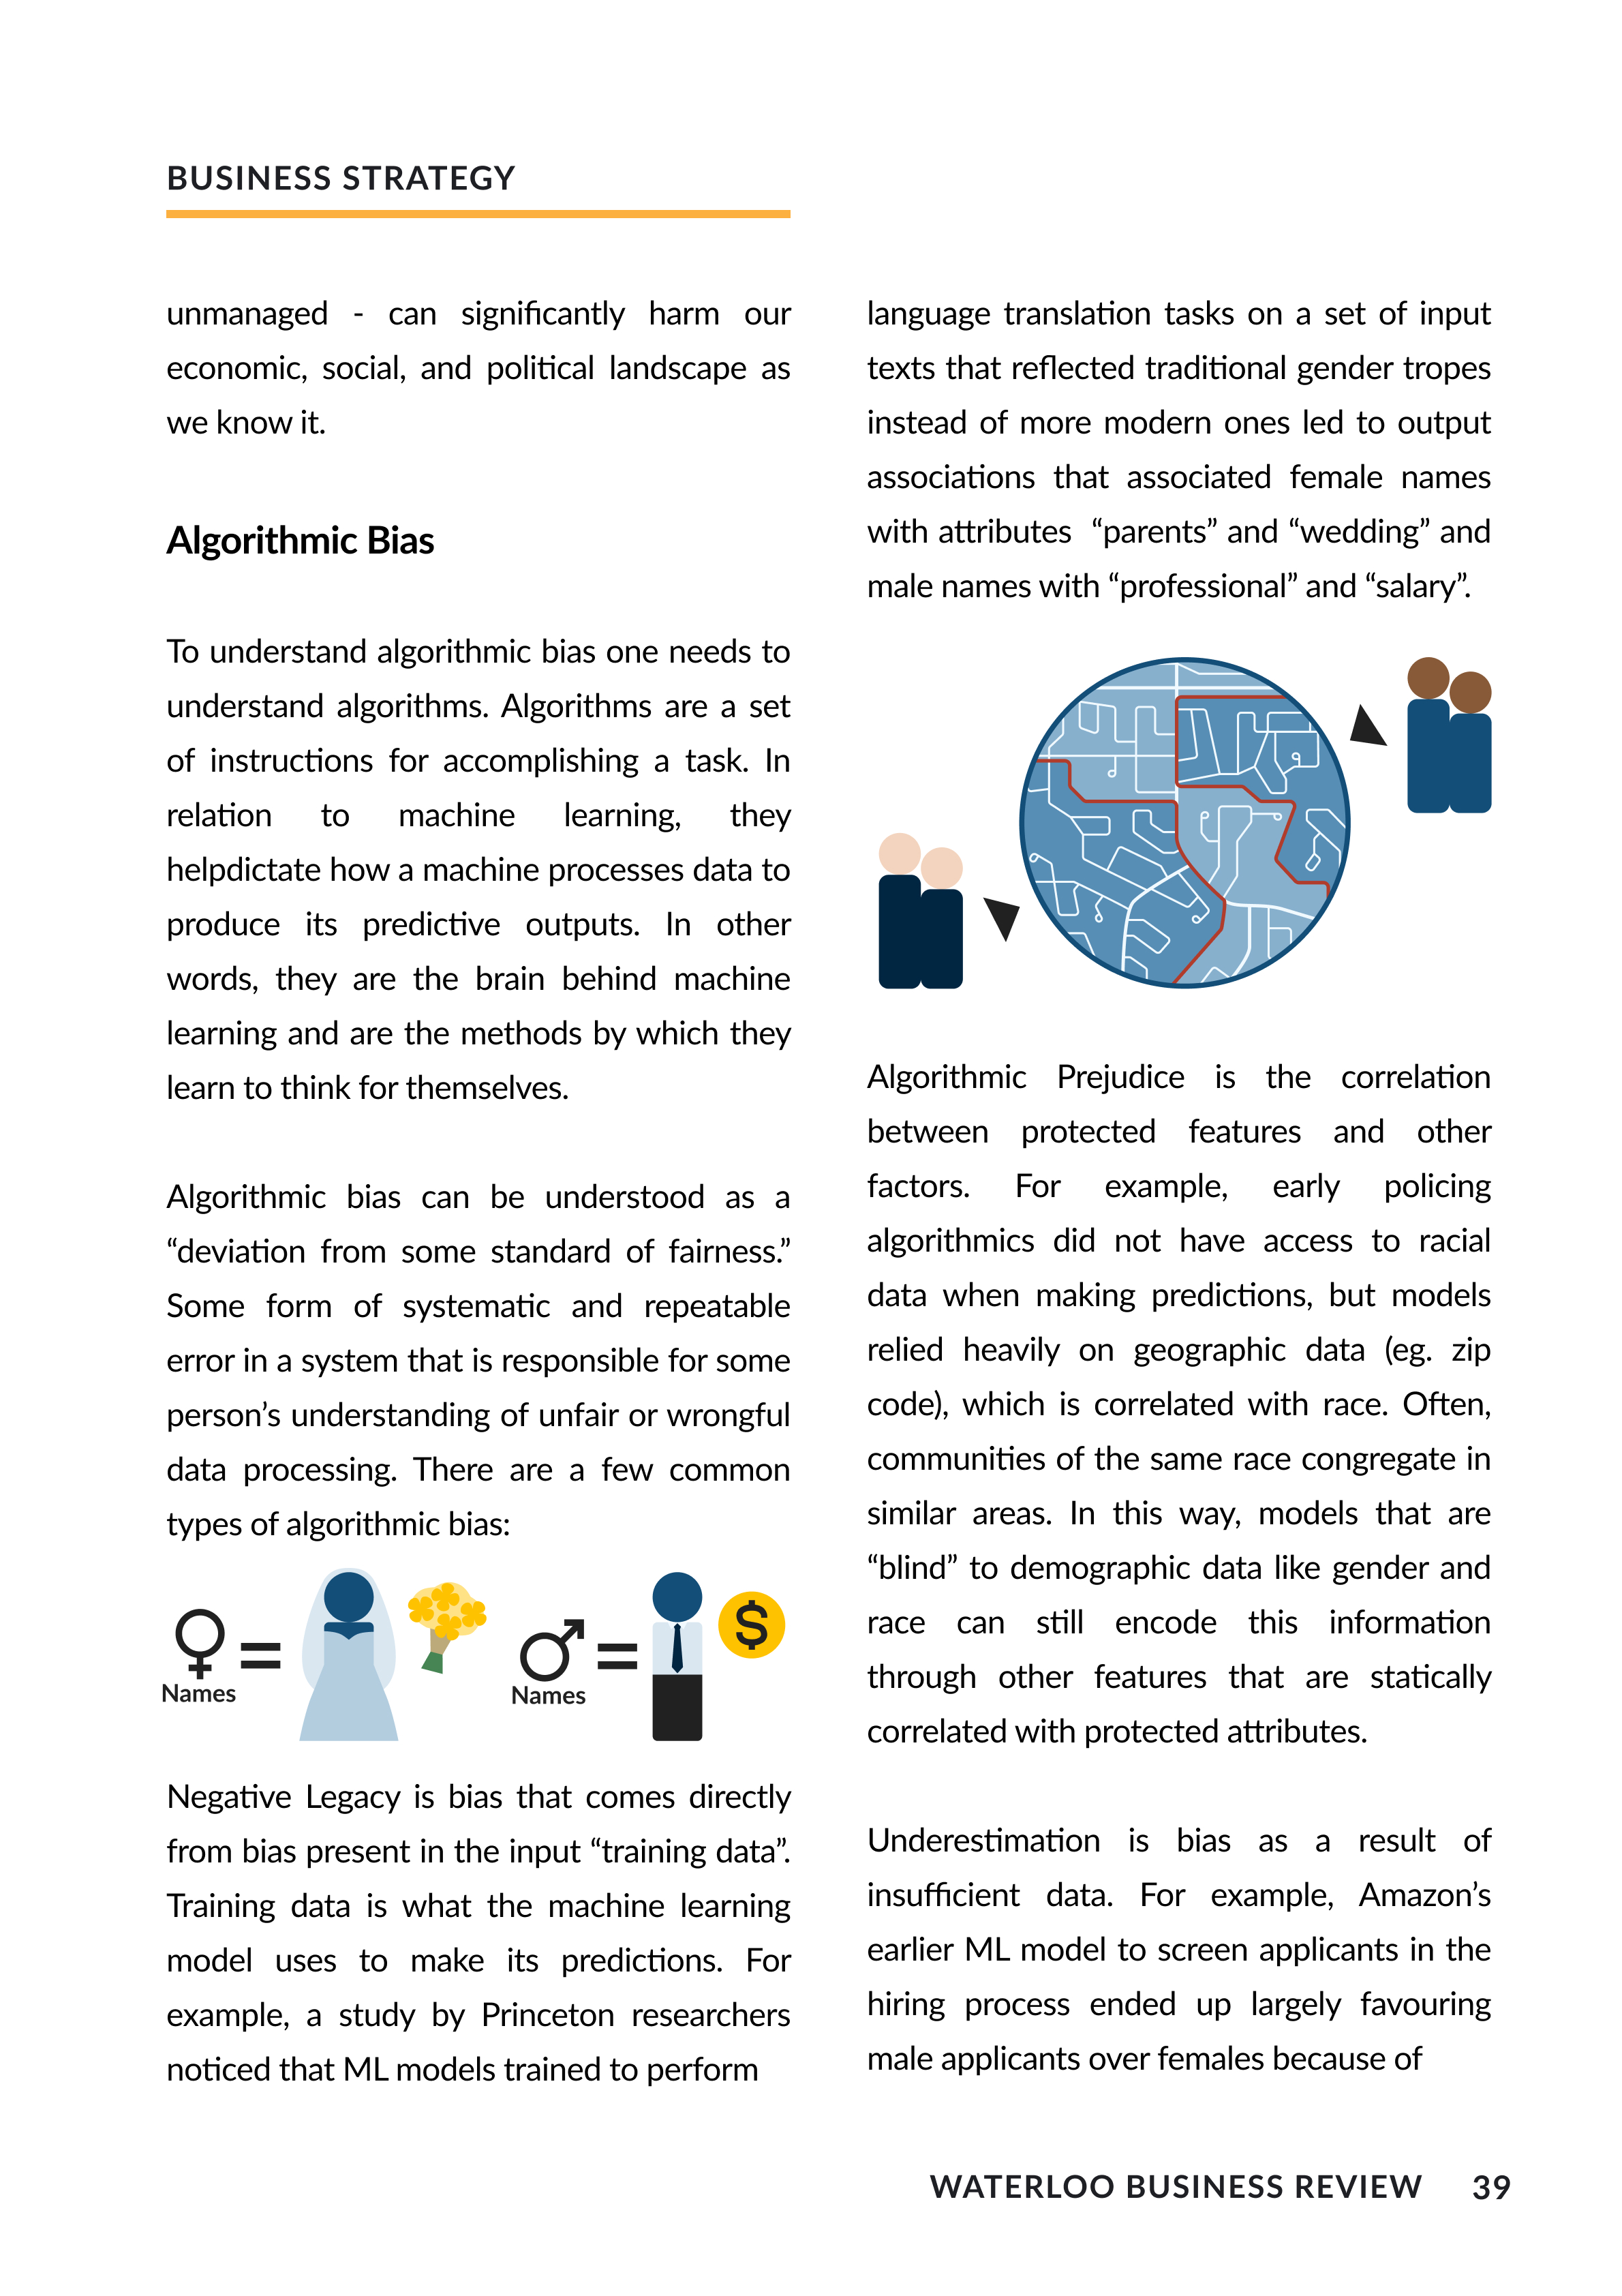 BUSINESS STRATEGY
unmanaged - can significantly harm our
economic, social, and political landscape as
we know it.
Algorithmic Bias
To understand algorithmic bias one needs to
understand algorithms. Algorithms are a set
of instructions for accomplishing a task. In
relation to machine learning, they
helpdictate how a machine processes data to
produce its predictive outputs. In other
words, they are the brain behind machine
learning and are the methods by which they
learn to think for themselves.
Algorithmic bias can be understood as a
“deviation from some standard of fairness.”
Some form of systematic and repeatable
error in a system that is responsible for some
person’s understanding of unfair or wrongful
data processing. There are a few common
types of algorithmic bias:
♀ Names = ♂ Names = $
Negative Legacy is bias that comes directly
from bias present in the input “training data”.
Training data is what the machine learning
model uses to make its predictions. For
example, a study by Princeton researchers
noticed that ML models trained to perform
language translation tasks on a set of input
texts that reflected traditional gender tropes
instead of more modern ones led to output
associations that associated female names
with attributes “parents” and “wedding” and
male names with “professional” and “salary”.
Algorithmic Prejudice is the correlation
between protected features and other
factors. For example, early policing
algorithmics did not have access to racial
data when making predictions, but models
relied heavily on geographic data (eg. zip
code), which is correlated with race. Often,
communities of the same race congregate in
similar areas. In this way, models that are
“blind” to demographic data like gender and
race can still encode this information
through other features that are statically
correlated with protected attributes.
Underestimation is bias as a result of
insufficient data. For example, Amazon’s
earlier ML model to screen applicants in the
hiring process ended up largely favouring
male applicants over females because of
WATERLOO BUSINESS REVIEW 39